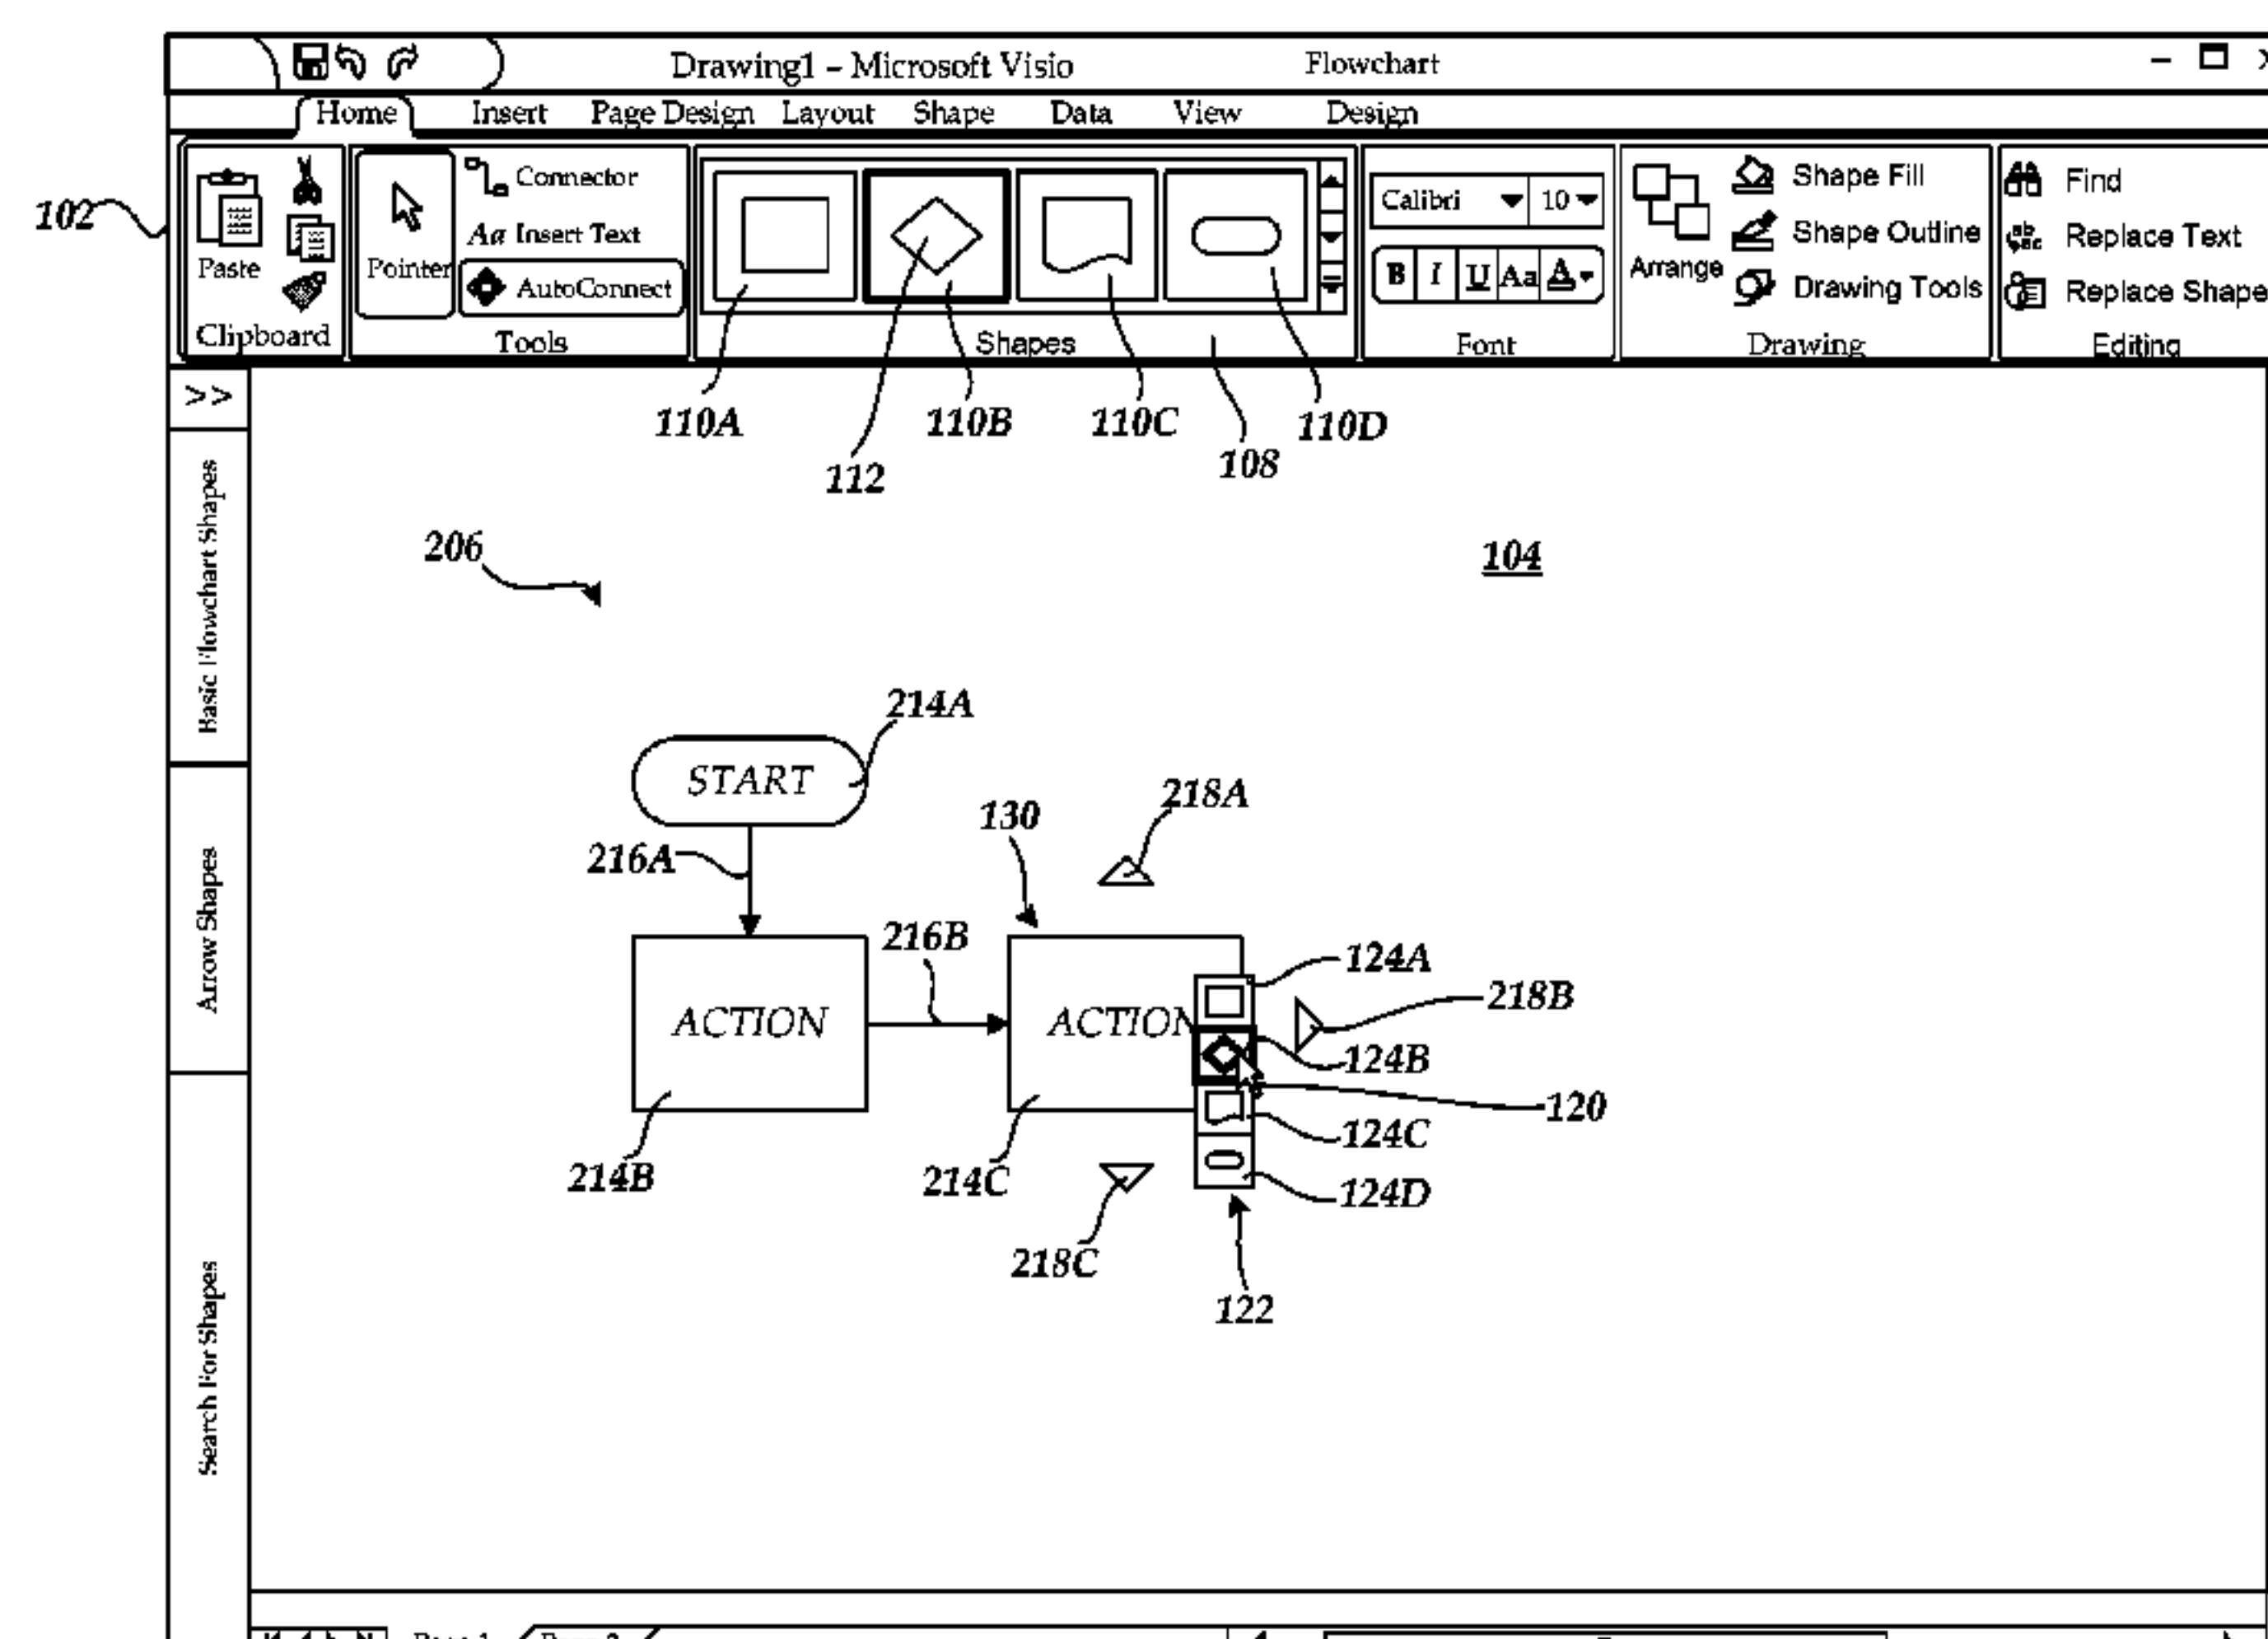 Drawing1 – Microsoft Visio Flowchart
Home Insert Page Design Layout Shape Data View Design
102
Paste
Clipboard
Pointer
Connector
Aa Insert Text
AutoConnect
Tools
Shapes
Calibri 10
B I U Aa A
Font
Arrange
Shape Fill
Shape Outline
Drawing Tools
Drawing
Find
Replace Text
Replace Shape
Editing
>>
110A 110B 110C 110D
112 108
Basic Flowchart Shapes
Arrow Shapes
Search For Shapes
206 104
214A
START
218A
130
216A
216B
124A
ACTION
ACTION
218B
124B
120
124C
214B
214C
124D
218C
122
Page 1